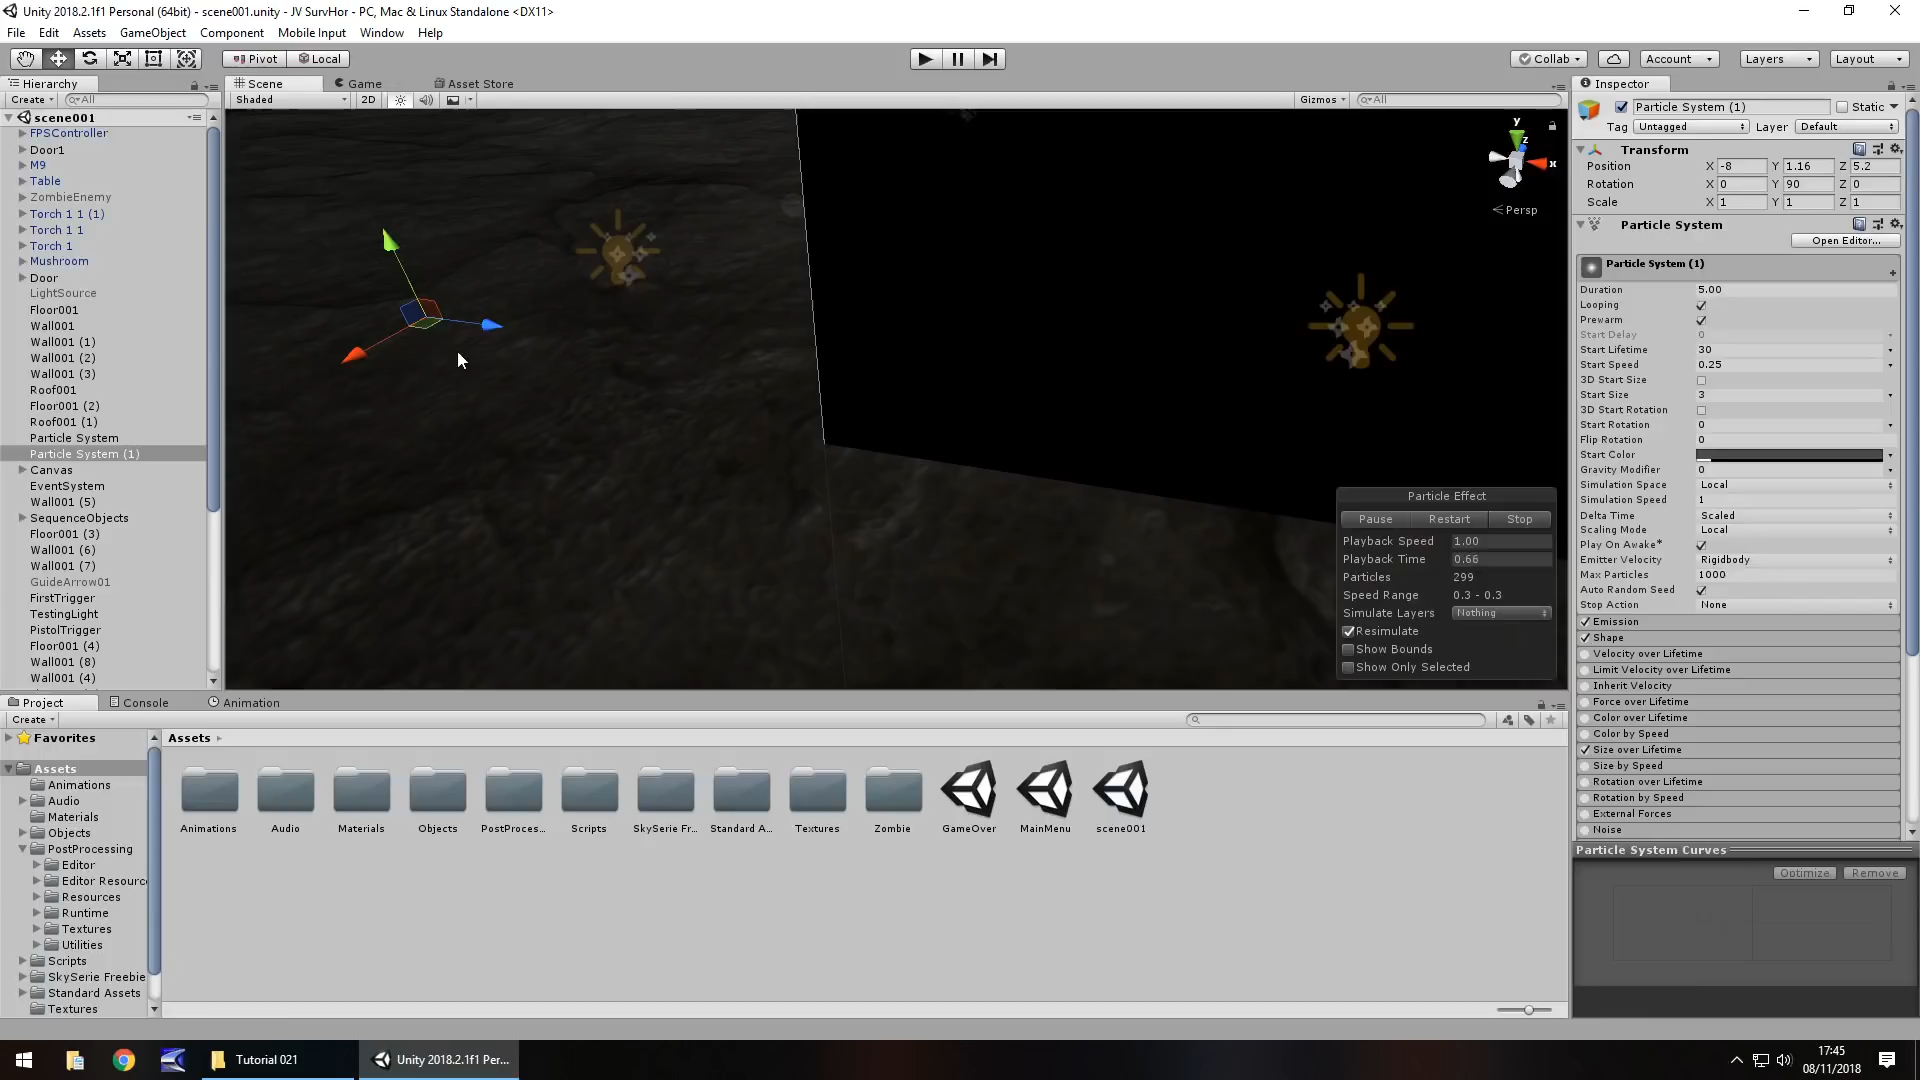 Unity 2018.2.1f1 Personal (64bit) - scene001.unity - JV SurvHor - PC, Mac & Linux Standalone <DX11>
File Edit Assets GameObject Component Mobile Input Window Help
Pivot Local Collab Account Layers Layout
Hierarchy
Create All
scene001
FPSController
Door1
M9
Table
ZombieEnemy
Torch 1 1 (1)
Torch 1 1
Torch 1
Mushroom
Door
LightSource
Floor001
Wall001
Wall001 (1)
Wall001 (2)
Wall001 (3)
Roof001
Floor001 (2)
Roof001 (1)
Particle System
Particle System (1)
Canvas
EventSystem
Wall001 (5)
SequenceObjects
Floor001 (3)
Wall001 (6)
Wall001 (7)
GuideArrow01
FirstTrigger
TestingLight
PistolTrigger
Floor001 (4)
Wall001 (8)
Wall001 (4)
Scene Game Asset Store
Shaded 2D Gizmos All
y
z
x
Persp
Particle Effect
Pause Restart Stop
Playback Speed 1.00
Playback Time 0.66
Particles 299
Speed Range 0.3 - 0.3
Simulate Layers Nothing
Resimulate
Show Bounds
Show Only Selected
Inspector
Particle System (1) Static
Tag Untagged Layer Default
Transform
Position X -8 Y 1.16 Z 5.2
Rotation X 0 Y 90 Z 0
Scale X 1 Y 1 Z 1
Particle System
Open Editor...
Particle System (1)
Duration 5.00
Looping
Prewarm
Start Delay 0
Start Lifetime 30
Start Speed 0.25
3D Start Size
Start Size 3
3D Start Rotation
Start Rotation 0
Flip Rotation 0
Start Color
Gravity Modifier 0
Simulation Space Local
Simulation Speed 1
Delta Time Scaled
Scaling Mode Local
Play On Awake*
Emitter Velocity Rigidbody
Max Particles 1000
Auto Random Seed
Stop Action None
Emission
Shape
Velocity over Lifetime
Limit Velocity over Lifetime
Inherit Velocity
Force over Lifetime
Color over Lifetime
Color by Speed
Size over Lifetime
Size by Speed
Rotation over Lifetime
Rotation by Speed
External Forces
Noise
Particle System Curves
Optimize Remove
Project Console Animation
Create
Favorites
Assets
Animations
Audio
Materials
Objects
PostProcessing
Editor
Editor Resourc
Resources
Runtime
Textures
Utilities
Scripts
SkySerie Freebie
Standard Assets
Textures
Assets
Animations Audio Materials Objects PostProces... Scripts SkySerie Fr... Standard A... Textures Zombie GameOver MainMenu scene001
Tutorial 021
Unity 2018.2.1f1 Per...
17:45
08/11/2018